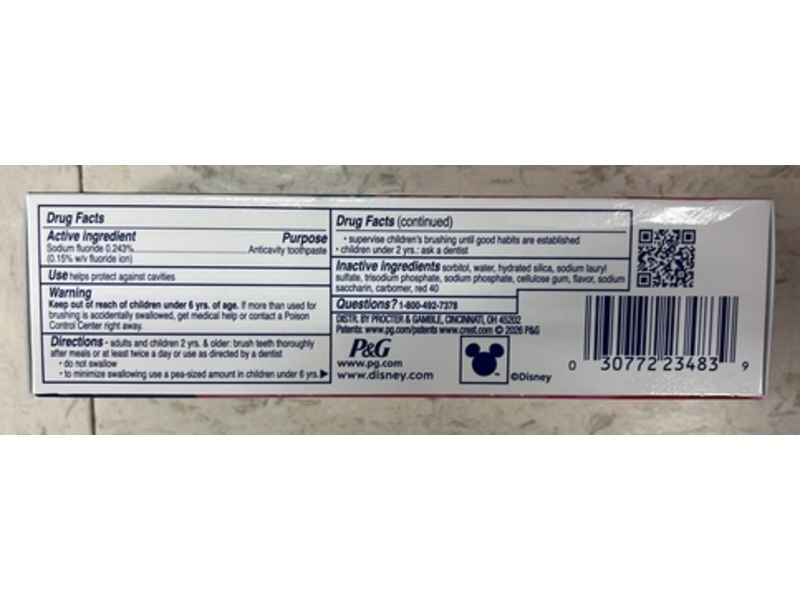 Drug Facts
Active ingredient Purpose
Sodium fluoride 0.243% Anticavity toothpaste
(0.15% w/v fluoride ion)
Use helps protect against cavities
Warning
Keep out of reach of children under 6 yrs. of age. If more than used for
brushing is accidentally swallowed, get medical help or contact a Poison
Control Center right away.
Directions • adults and children 2 yrs. & older: brush teeth thoroughly
after meals or at least twice a day or use as directed by a dentist
• do not swallow
• to minimize swallowing use a pea-sized amount in children under 6 yrs.
Drug Facts (continued)
• supervise children's brushing until good habits are established
• children under 2 yrs.: ask a dentist
Inactive ingredients sorbitol, water, hydrated silica, sodium lauryl
sulfate, trisodium phosphate, sodium phosphate, cellulose gum, flavor, sodium
saccharin, carbomer, red 40
Questions? 1-800-492-7378
DISTR. BY PROCTER & GAMBLE, CINCINNATI, OH 45202
Patents: www.pg.com/patents www.crest.com © 2026 P&G
P&G
www.pg.com
www.disney.com
™
©Disney
0 30772 23483 9